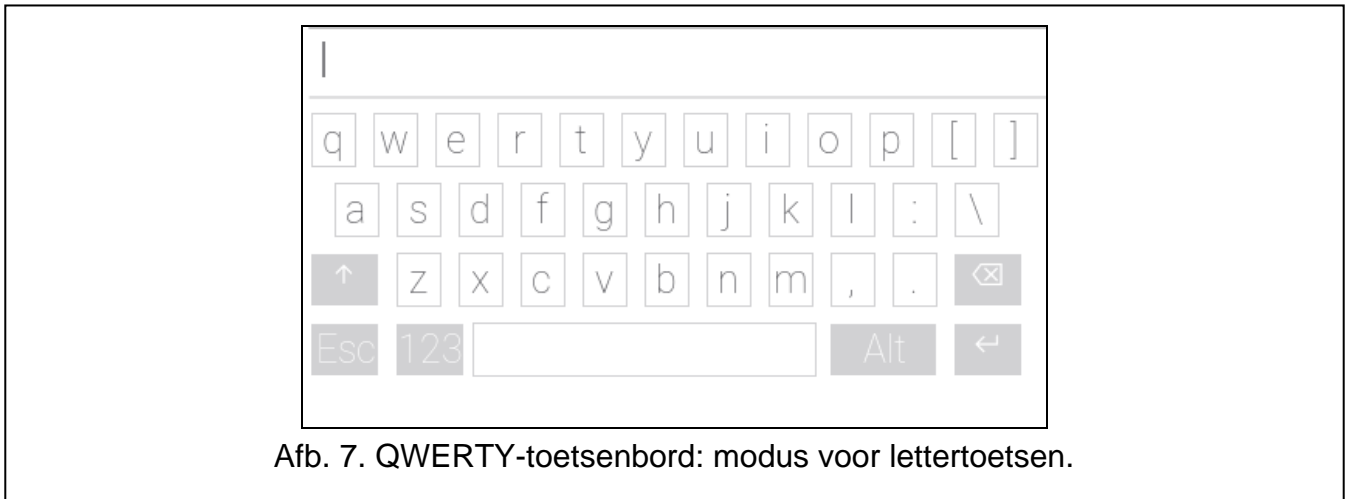 q w e r t y u i o p [ ]
a s d f g h j k l : \
↑ z x c v b n m , . ⌫
Esc 123 Alt ↵
Afb. 7. QWERTY-toetsenbord: modus voor lettertoetsen.